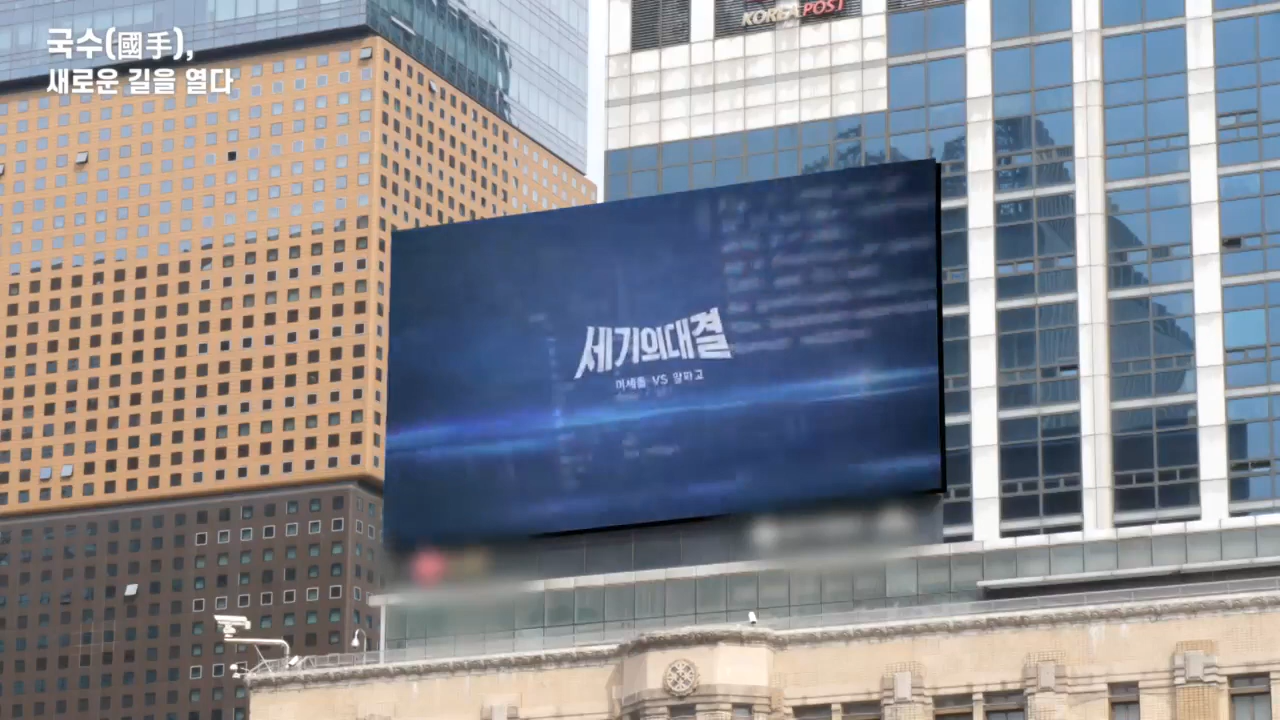 국수(國手),
새로운 길을 열다
KOREA POST
세기의대결
이세돌 VS 알파고